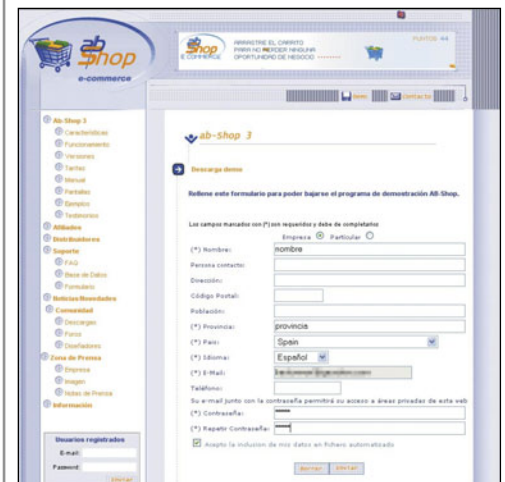 ab Shop
e-commerce
Shop
E COMMERCE
ARRASTRE EL CARRITO
PARA NO PERDER NINGUNA
OPORTUNIDAD DE NEGOCIO
PUNTOS: 44
demo
contacto
Ab-Shop 3
Características
Funcionamiento
Versiones
Tarifas
Manual
Pantallas
Ejemplos
Testimonios
Afiliados
Distribuidores
Soporte
FAQ
Base de Datos
Formulario
Noticias/Novedades
Comunidad
Descargas
Foros
Diseñadores
Zona de Prensa
Empresa
Imagen
Notas de Prensa
Información
Usuarios registrados
E-mail:
Password:
Enviar
ab-Shop 3
Descarga demo
Rellene este formulario para poder bajarse el programa de demostración AB-Shop.
Los campos marcados con (*) son requeridos y debe de completarlos
Empresa Particular
(*) Nombre: nombre
Persona contacto:
Dirección:
Código Postal:
Población:
(*) Provincia: provincia
(*) País: Spain
(*) Idioma: Español
(*) E-Mail:
Teléfono:
Su e-mail junto con la contraseña permitirá su acceso a áreas privadas de esta web
(*) Contraseña: *****
(*) Repetir Contraseña: *****
Acepto la inclusion de mis datos en fichero automatizado
Borrar Enviar